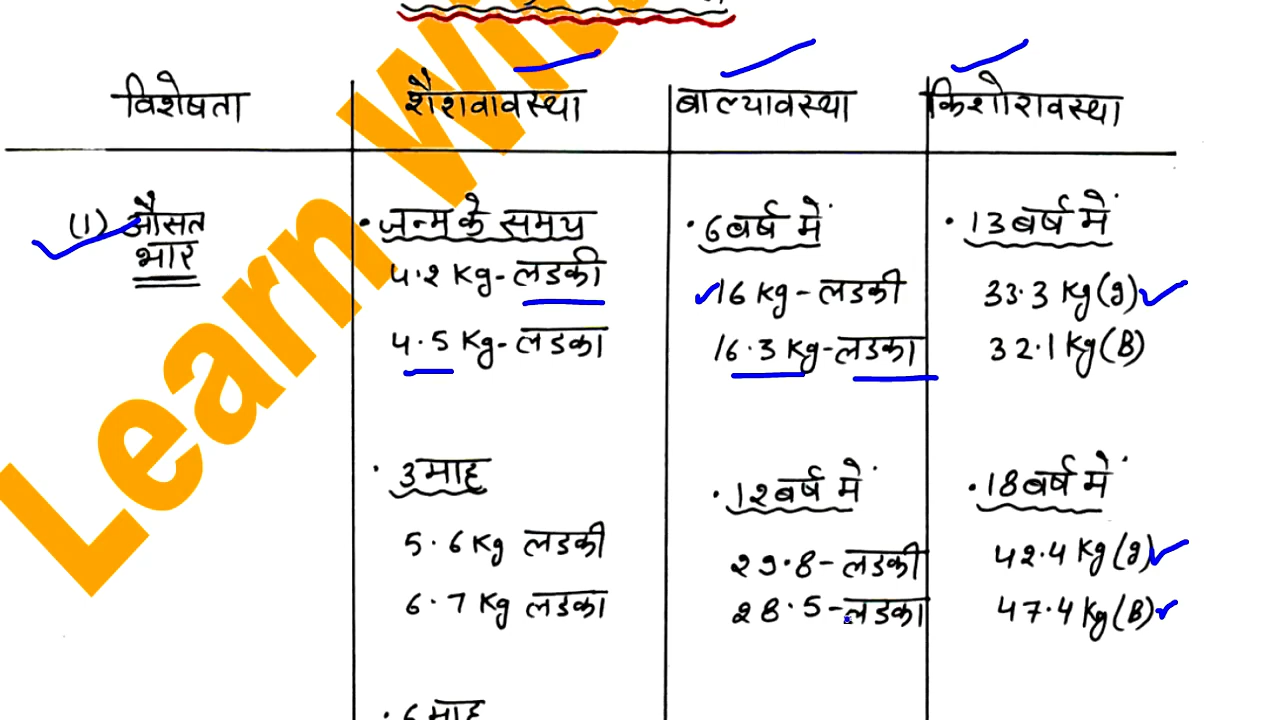 विशेषता
शैशवावस्था
बाल्यावस्था
किशोरावस्था
(1) औसत
भार
• जन्म के समय
4.2 Kg- लडकी
4.5 Kg- लडका
• 3 माह
5.6 Kg लडकी
6.7 Kg लडका
• 6 माह
• 6 वर्ष में
16 Kg - लडकी
16.3 Kg - लडका
• 12 वर्ष में
29.8 - लडकी
28.5 - लडका
• 13 वर्ष में
33.3 Kg (g)
32.1 Kg (B)
• 18 वर्ष में
42.4 Kg (g)
47.4 Kg (B)
Learn